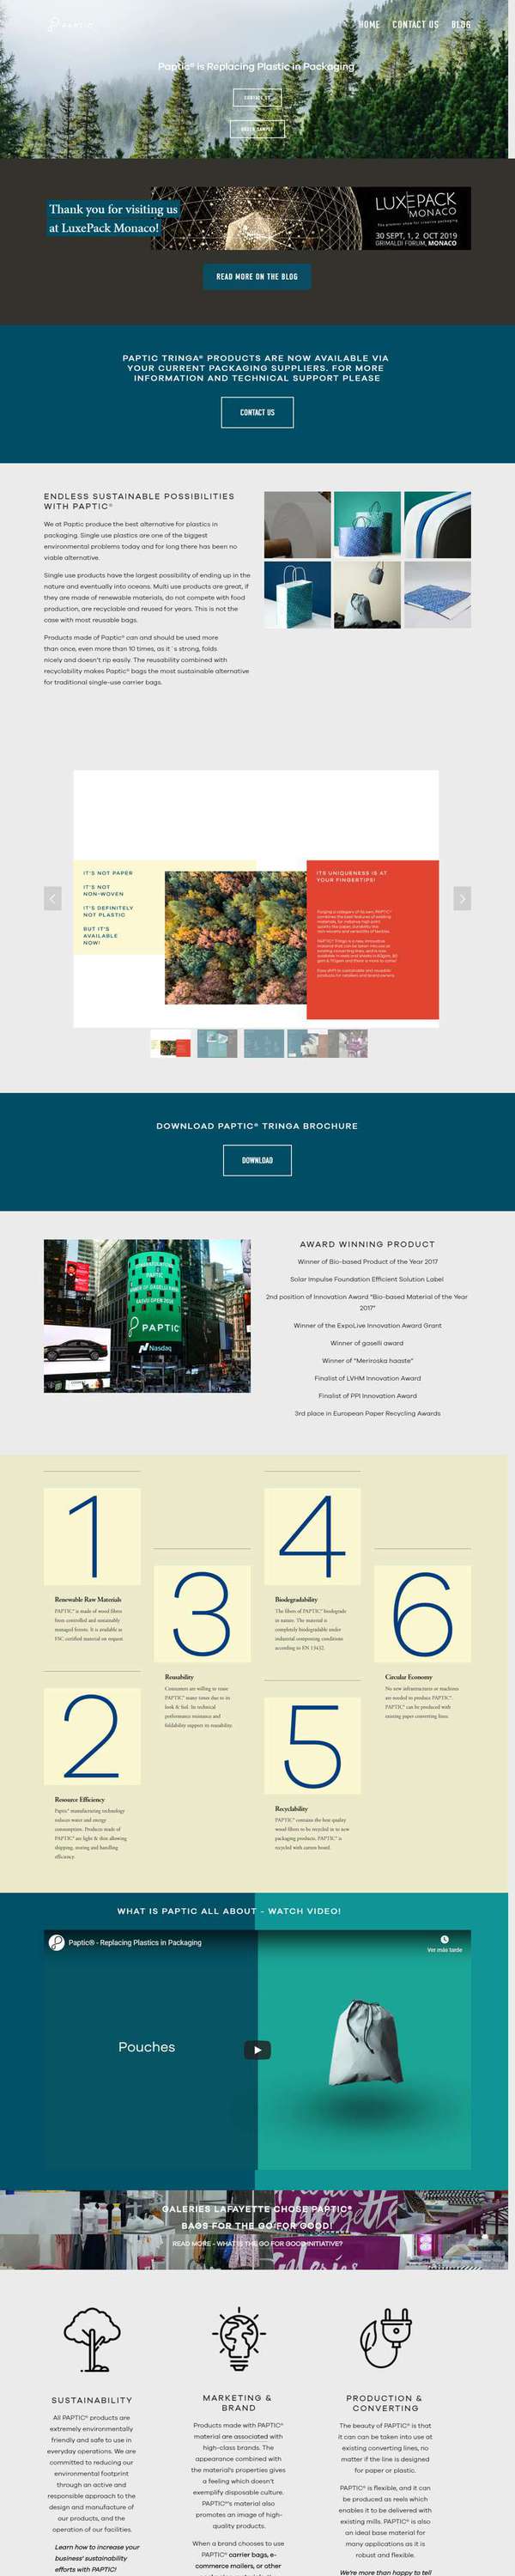 PAPTIC
HOME CONTACT US BLOG
Paptic® is Replacing Plastic in Packaging
CONTACT US
ORDER SAMPLE
Thank you for visiting us
at LuxePack Monaco!
LUXEPACK
MONACO
The premier show for creative packaging
30 SEPT, 1, 2 OCT 2019
GRIMALDI FORUM, MONACO
READ MORE ON THE BLOG
PAPTIC TRINGA® PRODUCTS ARE NOW AVAILABLE VIA
YOUR CURRENT PACKAGING SUPPLIERS. FOR MORE
INFORMATION AND TECHNICAL SUPPORT PLEASE
CONTACT US
ENDLESS SUSTAINABLE POSSIBILITIES
WITH PAPTIC®
We at Paptic produce the best alternative for plastics in
packaging. Single use plastics are one of the biggest
environmental problems today and for long there has been no
viable alternative.
Single use products have the largest possibility of ending up in the
nature and eventually into oceans. Multi use products are great, if
they are made of renewable materials, do not compete with food
production, are recyclable and reused for years. This is not the
case with most reusable bags.
Products made of Paptic® can and should be used more
than once, even more than 10 times, as it´s strong, folds
nicely and doesn't rip easily. The reusability combined with
recyclability makes Paptic® bags the most sustainable alternative
for traditional single-use carrier bags.
IT'S NOT PAPER
IT'S NOT
NON-WOVEN
IT'S DEFINITELY
NOT PLASTIC
BUT IT'S
AVAILABLE
NOW!
ITS UNIQUENESS IS AT
YOUR FINGERTIPS!
DOWNLOAD PAPTIC® TRINGA BROCHURE
DOWNLOAD
PAPTIC
Nasdaq
AWARD WINNING PRODUCT
Winner of Bio-based Product of the Year 2017
Solar Impulse Foundation Efficient Solution Label
2nd position of Innovation Award "Bio-based Material of the Year
2017"
Winner of the ExpoLive Innovation Award Grant
Winner of gaselli award
Winner of "Meriroska haaste"
Finalist of LVHM Innovation Award
Finalist of PPI Innovation Award
3rd place in European Paper Recycling Awards
1
Renewable Raw Materials
PAPTIC® is made of wood fibres
from controlled and sustainably
managed forests. It is available as
FSC certified material on request
2
Resource Efficiency
Paptic® manufacturing technology
reduces water and energy
consumption. Products made of
PAPTIC® are light & thin allowing
shipping, storing and handling
efficiency
3
Reusability
Consumers are willing to reuse
PAPTIC® many times due to its
look & feel. Its technical
performance resistance and
foldability support its reusability.
4
Biodegradability
The fibres of PAPTIC® biodegrade
in nature. The material is
completely biodegradable under
industrial composting conditions
according to EN 13432.
5
Recyclability
PAPTIC® contains the best quality
wood fibres to be recycled in to new
packaging products. PAPTIC® is
recycled with carton board.
6
Circular Economy
No new infrastructures or machines
are needed to produce PAPTIC®.
PAPTIC® can be produced with
existing paper converting lines.
WHAT IS PAPTIC ALL ABOUT - WATCH VIDEO!
Paptic® - Replacing Plastics in Packaging
Ver más tarde
Pouches
GALERIES LAFAYETTE CHOSE PAPTIC®
BAGS FOR THE GO FOR GOOD!
READ MORE - WHAT IS THE GO FOR GOOD INITIATIVE?
SUSTAINABILITY
All PAPTIC® products are
extremely environmentally
friendly and safe to use in
everyday operations. We are
committed to reducing our
environmental footprint
through an active and
responsible approach to the
design and manufacture of
our products, and the
operation of our facilities.
Learn how to increase your
business' sustainability
efforts with PAPTIC!
MARKETING &
BRAND
Products made with PAPTIC®
material are associated with
high-class brands. The
appearance combined with
the material's properties gives
a feeling which doesn't
exemplify disposable culture.
PAPTIC®'s material also
promotes an image of high-
quality products.
When a brand chooses to use
PAPTIC® carrier bags, e-
commerce mailers, or other
PRODUCTION &
CONVERTING
The beauty of PAPTIC® is that
it can can be taken into use at
existing converting lines, no
matter if the line is designed
for paper or plastic.
PAPTIC® is flexible, and it can
be produced as reels which
enables it to be delivered with
existing mills. PAPTIC® is also
an ideal base material for
many applications as it is
robust and flexible.
We're more than happy to tell